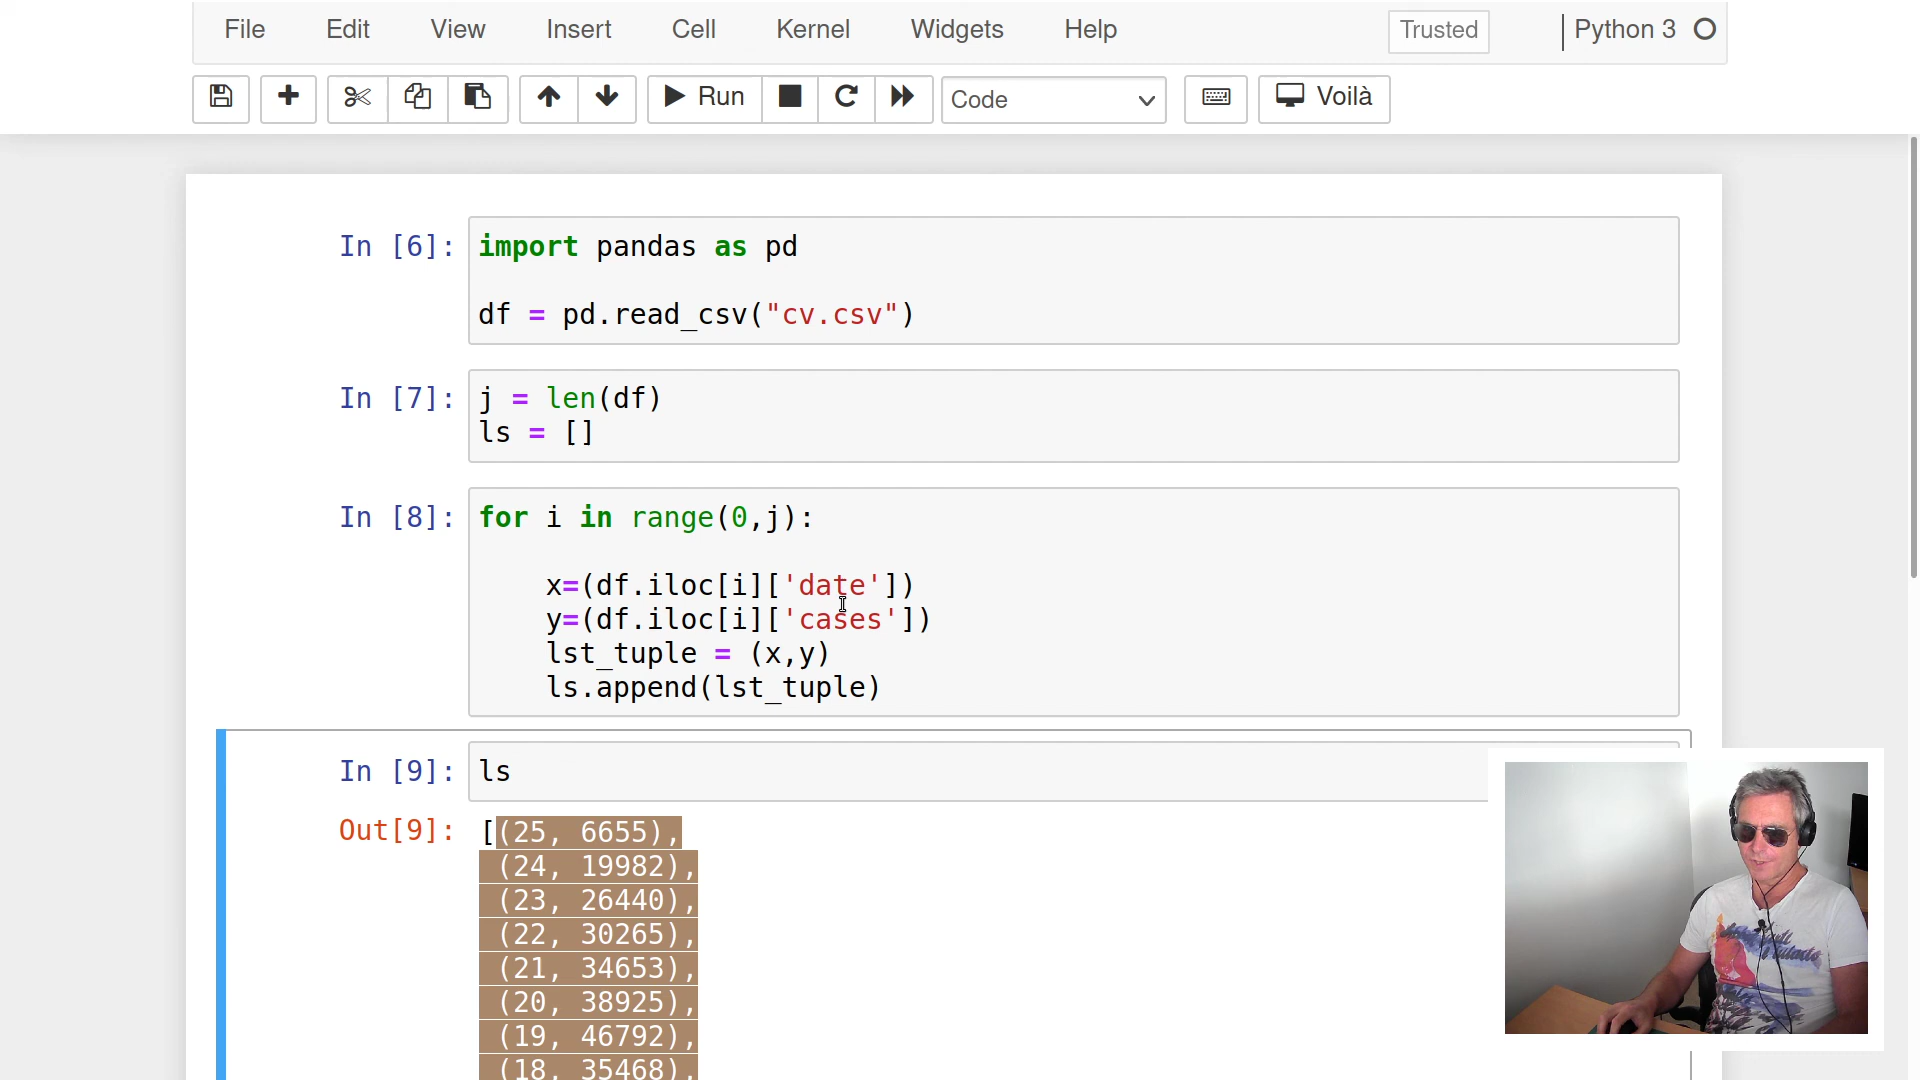 File Edit View Insert Cell Kernel Widgets Help Trusted Python 3
Run Code Voilà
In [6]: import pandas as pd
df = pd.read_csv("cv.csv")
In [7]: j = len(df)
ls = []
In [8]: for i in range(0,j):
x=(df.iloc[i]['date'])
y=(df.iloc[i]['cases'])
lst_tuple = (x,y)
ls.append(lst_tuple)
In [9]: ls
Out[9]: [(25, 6655),
(24, 19982),
(23, 26440),
(22, 30265),
(21, 34653),
(20, 38925),
(19, 46792),
(18, 35468),